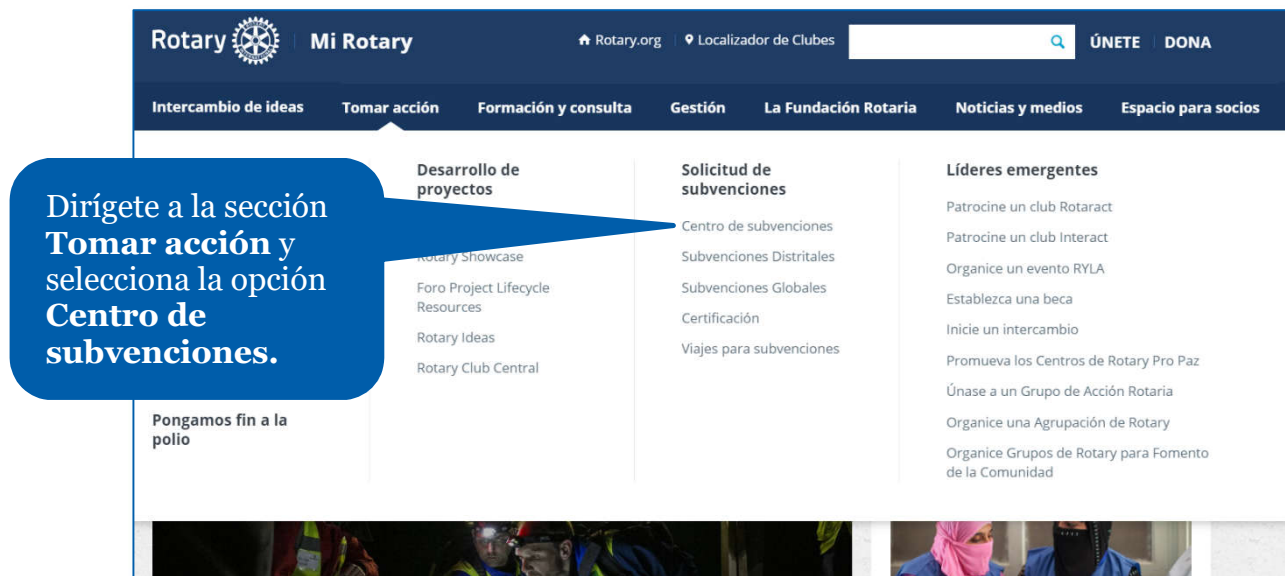 Rotary
Mi Rotary
Rotary.org
Localizador de Clubes
ÚNETE
DONA
Intercambio de ideas
Tomar acción
Formación y consulta
Gestión
La Fundación Rotaria
Noticias y medios
Espacio para socios
Dirígete a la sección
Tomar acción y
selecciona la opción
Centro de
subvenciones.
Pongamos fin a la
polio
Desarrollo de
proyectos
Rotary Showcase
Foro Project Lifecycle
Resources
Rotary Ideas
Rotary Club Central
Solicitud de
subvenciones
Centro de subvenciones
Subvenciones Distritales
Subvenciones Globales
Certificación
Viajes para subvenciones
Líderes emergentes
Patrocine un club Rotaract
Patrocine un club Interact
Organice un evento RYLA
Establezca una beca
Inicie un intercambio
Promueva los Centros de Rotary Pro Paz
Únase a un Grupo de Acción Rotaria
Organice una Agrupación de Rotary
Organice Grupos de Rotary para Fomento
de la Comunidad